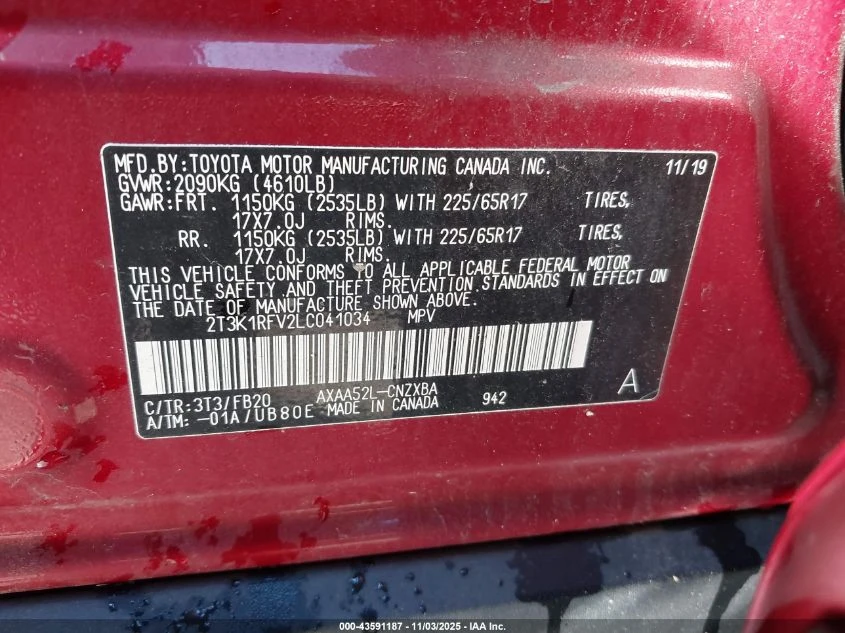 MFD.BY:TOYOTA MOTOR MANUFACTURING CANADA INC. 11/19
GVWR:2090KG (4610LB)
GAWR:FRT. 1150KG (2535LB) WITH 225/65R17 TIRES,
17X7.0J RIMS.
RR. 1150KG (2535LB) WITH 225/65R17 TIRES,
17X7.0J RIMS.
THIS VEHICLE CONFORMS TO ALL APPLICABLE FEDERAL MOTOR
VEHICLE SAFETY AND THEFT PREVENTION STANDARDS IN EFFECT ON
THE DATE OF MANUFACTURE SHOWN ABOVE.
2T3K1RFV2LC041034 MPV
C/TR:3T3/FB20 AXAA52L-CNZXBA A
A/TM:-01A/UB80E MADE IN CANADA 942
000-43591187 - 11/03/2025 - IAA Inc.